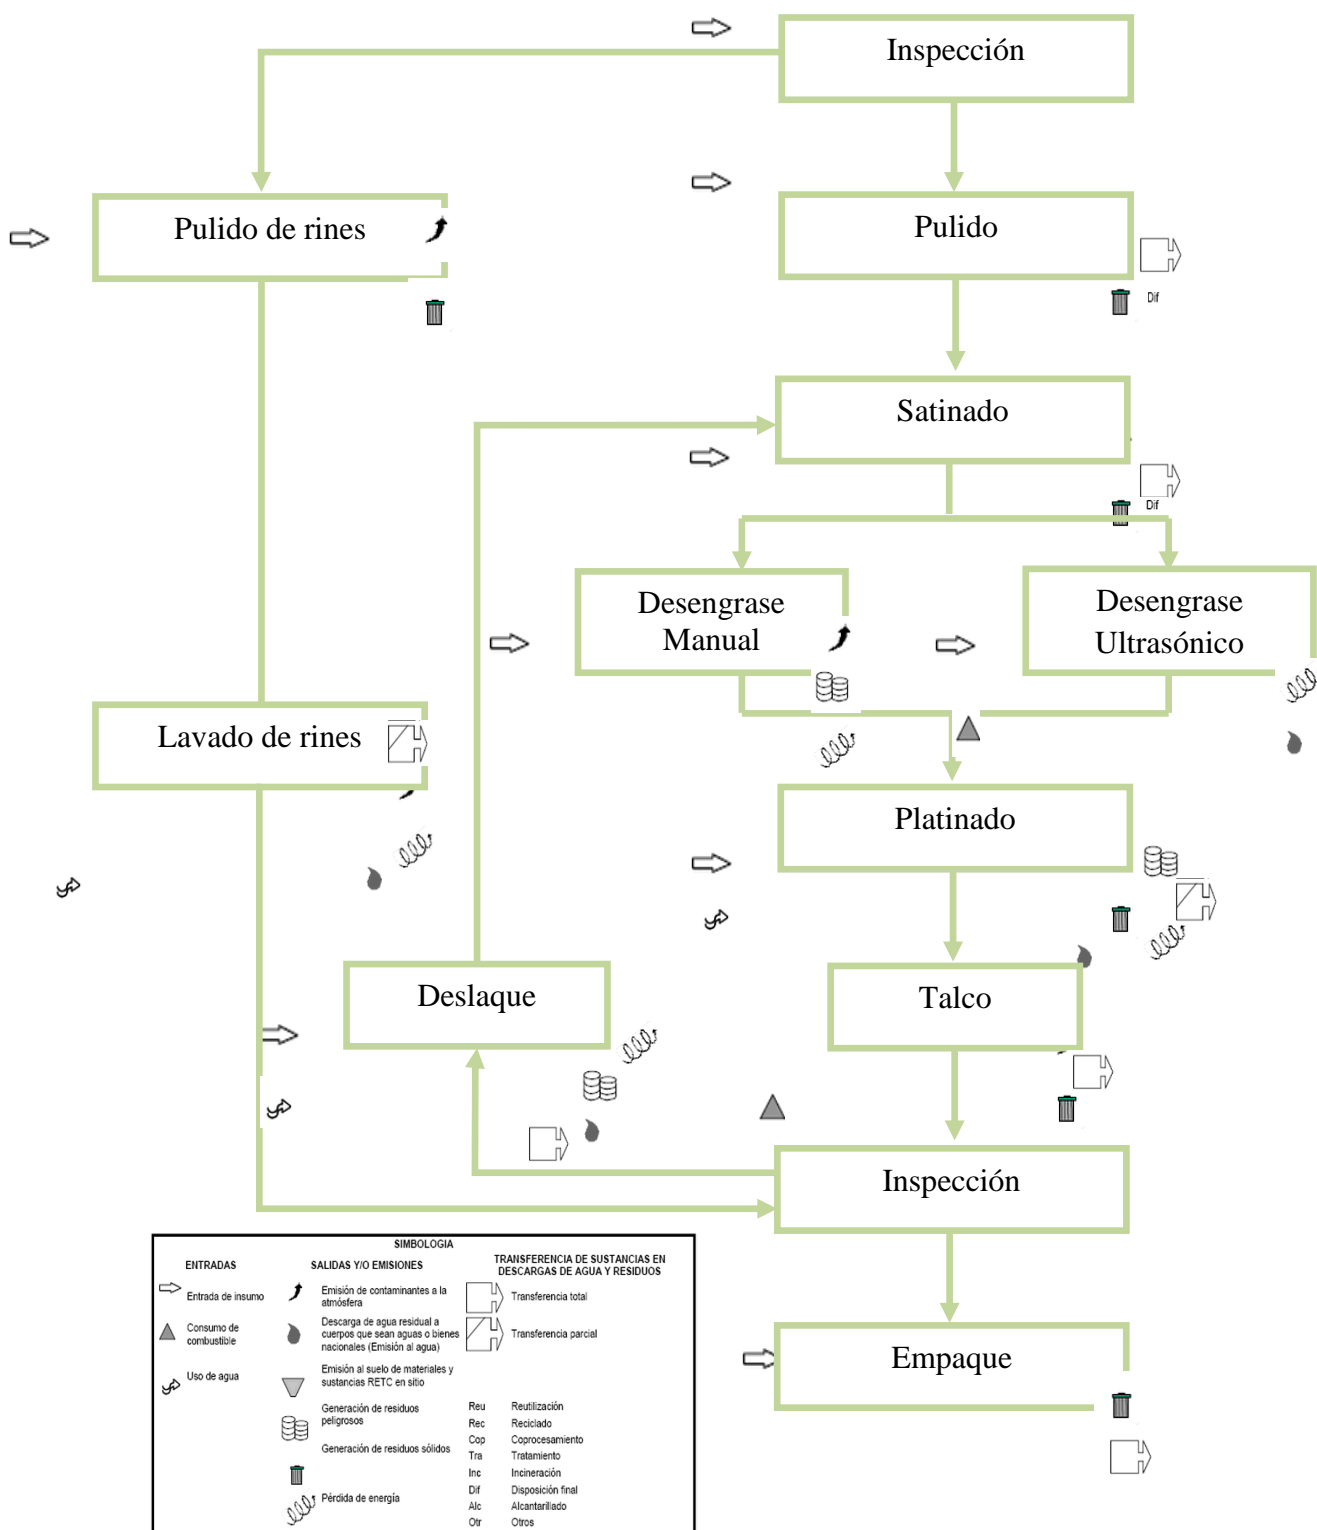 Inspección
Pulido de rines
Pulido
Dif
Satinado
Dif
Desengrase
Manual
Desengrase
Ultrasónico
Lavado de rines
Platinado
Deslaque
Talco
Inspección
Empaque
SIMBOLOGIA
ENTRADAS
Entrada de insumo
Consumo de
combustible
Uso de agua
SALIDAS Y/O EMISIONES
Emisión de contaminantes a la
atmósfera
Descarga de agua residual a
cuerpos que sean aguas o bienes
nacionales (Emisión al agua)
Emisión al suelo de materiales y
sustancias RETC en sitio
Generación de residuos
peligrosos
Generación de residuos sólidos
Pérdida de energía
TRANSFERENCIA DE SUSTANCIAS EN
DESCARGAS DE AGUA Y RESIDUOS
Transferencia total
Transferencia parcial
Reu Reutilización
Rec Reciclado
Cop Coprocesamiento
Tra Tratamiento
Inc Incineración
Dif Disposición final
Alc Alcantarillado
Otr Otros